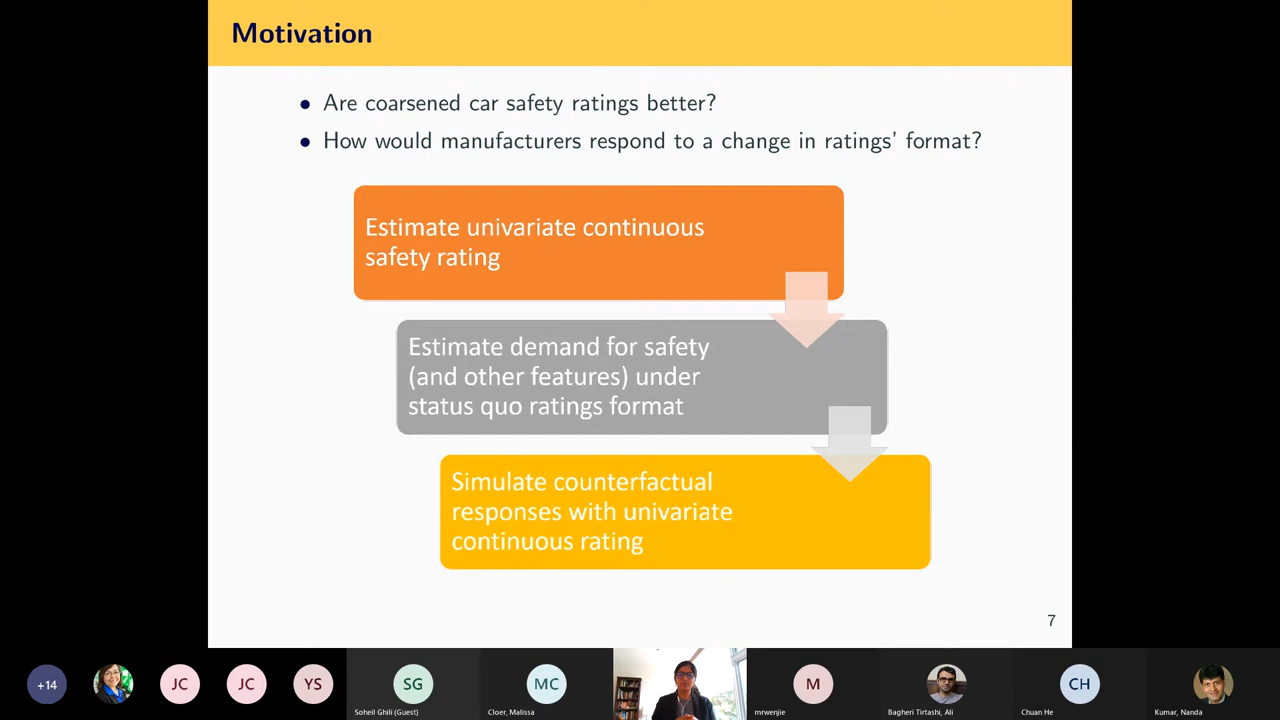 Motivation
• Are coarsened car safety ratings better?
• How would manufacturers respond to a change in ratings' format?
Estimate univariate continuous
safety rating
Estimate demand for safety
(and other features) under
status quo ratings format
Simulate counterfactual
responses with univariate
continuous rating
7
+14
JC
JC
YS
SG
MC
M
CH
Soheil Ghili (Guest)
Cloer, Malissa
mrwenjie
Bagheri Tirtashi, Ali
Chuan He
Kumar, Nanda